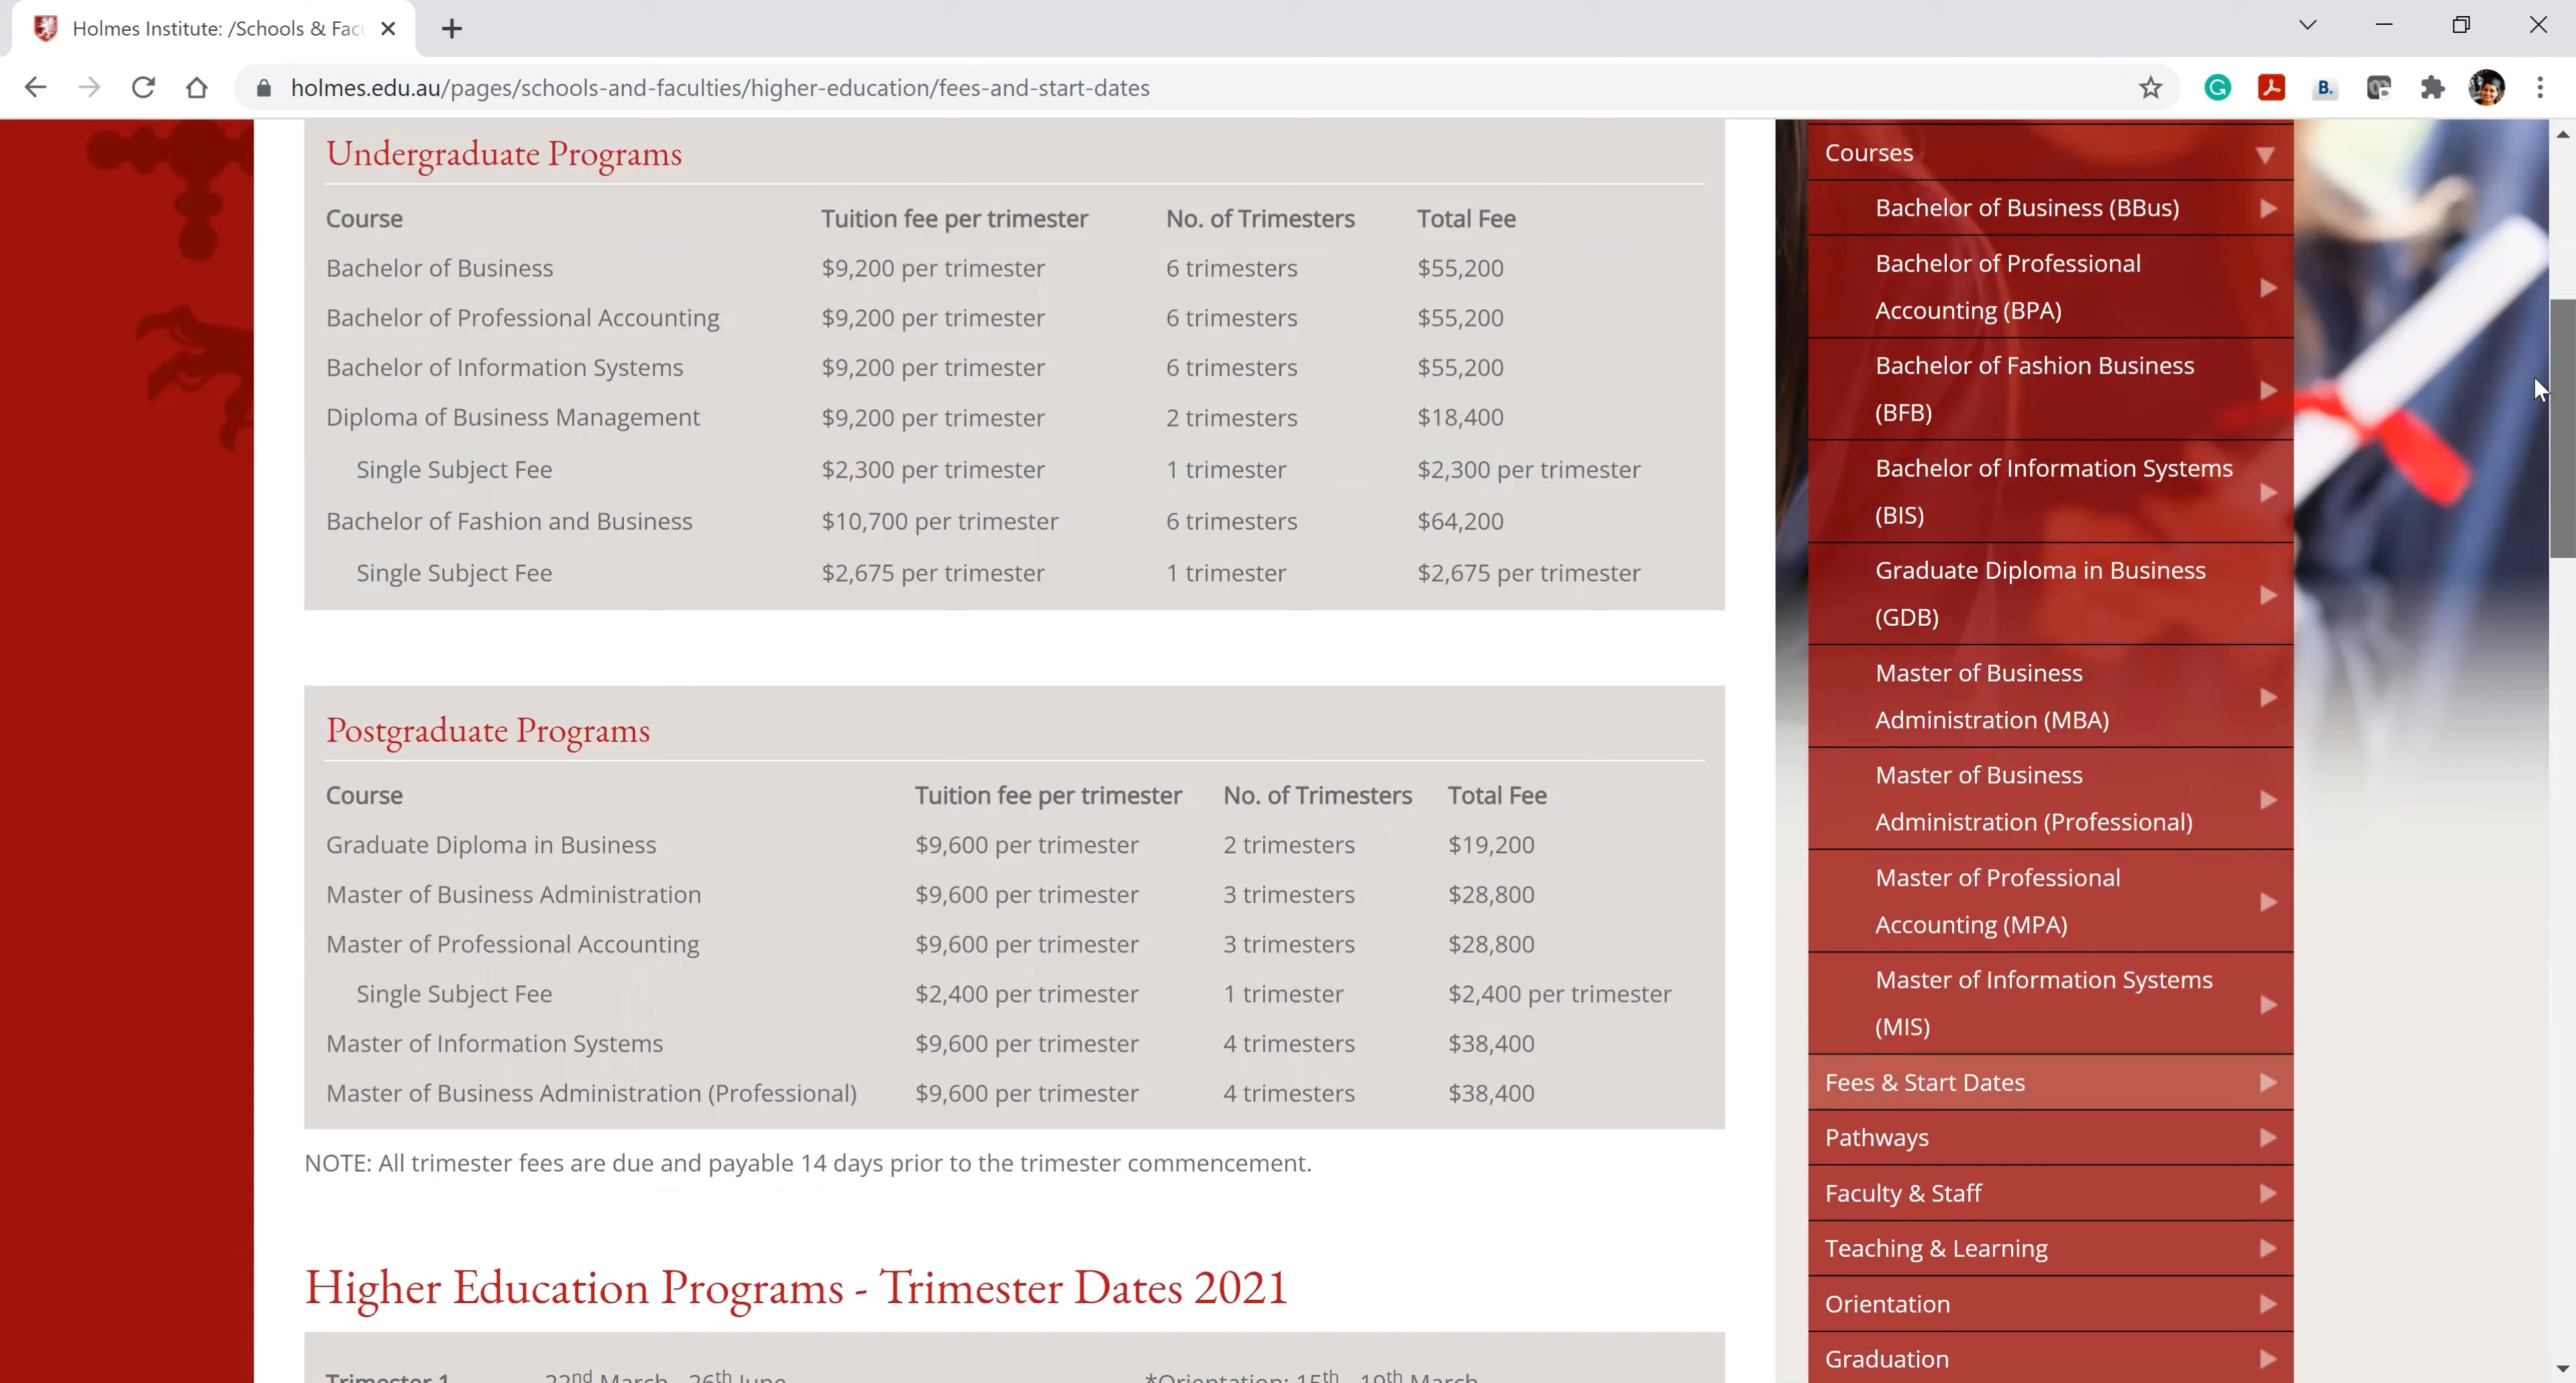 Holmes Institute: /Schools & Facu
holmes.edu.au/pages/schools-and-faculties/higher-education/fees-and-start-dates
B.
Undergraduate Programs
Course Tuition fee per trimester No. of Trimesters Total Fee
Bachelor of Business $9,200 per trimester 6 trimesters $55,200
Bachelor of Professional Accounting $9,200 per trimester 6 trimesters $55,200
Bachelor of Information Systems $9,200 per trimester 6 trimesters $55,200
Diploma of Business Management $9,200 per trimester 2 trimesters $18,400
Single Subject Fee $2,300 per trimester 1 trimester $2,300 per trimester
Bachelor of Fashion and Business $10,700 per trimester 6 trimesters $64,200
Single Subject Fee $2,675 per trimester 1 trimester $2,675 per trimester
Postgraduate Programs
Course Tuition fee per trimester No. of Trimesters Total Fee
Graduate Diploma in Business $9,600 per trimester 2 trimesters $19,200
Master of Business Administration $9,600 per trimester 3 trimesters $28,800
Master of Professional Accounting $9,600 per trimester 3 trimesters $28,800
Single Subject Fee $2,400 per trimester 1 trimester $2,400 per trimester
Master of Information Systems $9,600 per trimester 4 trimesters $38,400
Master of Business Administration (Professional) $9,600 per trimester 4 trimesters $38,400
NOTE: All trimester fees are due and payable 14 days prior to the trimester commencement.
Higher Education Programs - Trimester Dates 2021
Trimester 1 22nd March - 26th June *Orientation: 15th - 19th March
Courses
Bachelor of Business (BBus)
Bachelor of Professional
Accounting (BPA)
Bachelor of Fashion Business
(BFB)
Bachelor of Information Systems
(BIS)
Graduate Diploma in Business
(GDB)
Master of Business
Administration (MBA)
Master of Business
Administration (Professional)
Master of Professional
Accounting (MPA)
Master of Information Systems
(MIS)
Fees & Start Dates
Pathways
Faculty & Staff
Teaching & Learning
Orientation
Graduation